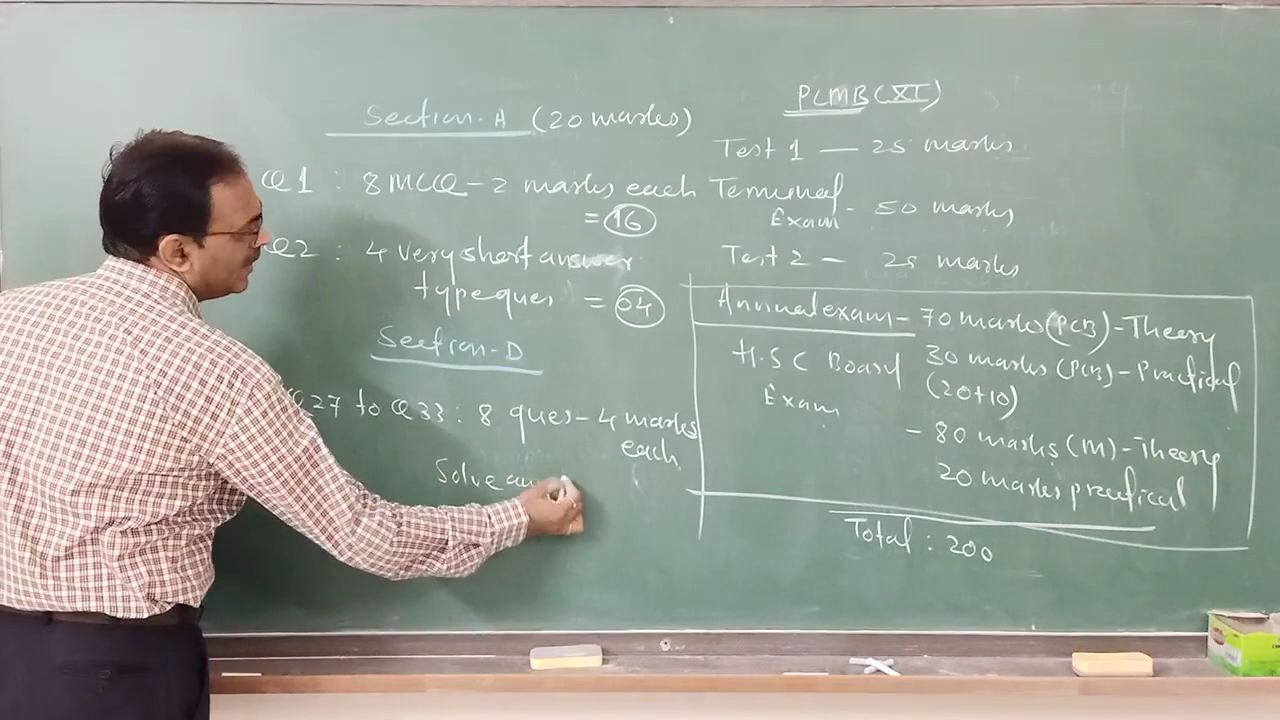 Section-A (20 marks)
Q1 : 8 MCQ - 2 marks each
= 16
Q2 : 4 very short answer
type ques = 04
Section-D
Q27 to Q33 : 8 ques - 4 marks
each
Solve an
PCMB (XI)
Test 1 — 25 marks
Terminal
Exam - 50 marks
Test 2 — 25 marks
Annual exam - 70 marks (PCB) - Theory
H.S C Board 30 marks (PCB) - Practical
Exam (20+10)
- 80 marks (M) - Theory
20 marks practical
Total : 200